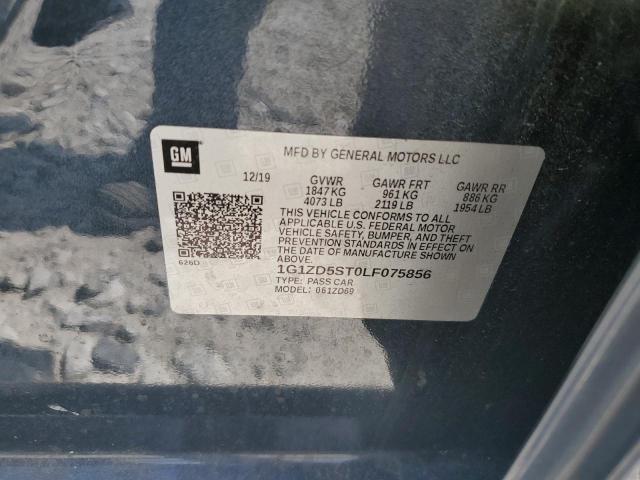 GM
MFD BY GENERAL MOTORS LLC
12/19 GVWR GAWR FRT GAWR RR
1847 KG 961 KG 886 KG
4073 LB 2119 LB 1954 LB
THIS VEHICLE CONFORMS TO ALL
APPLICABLE U.S. FEDERAL MOTOR
VEHICLE SAFETY, BUMPER, AND THEFT
PREVENTION STANDARDS IN EFFECT
ON THE DATE OF MANUFACTURE SHOWN
ABOVE.
626D
1G1ZD5ST0LF075856
TYPE: PASS CAR
MODEL: 061ZD69